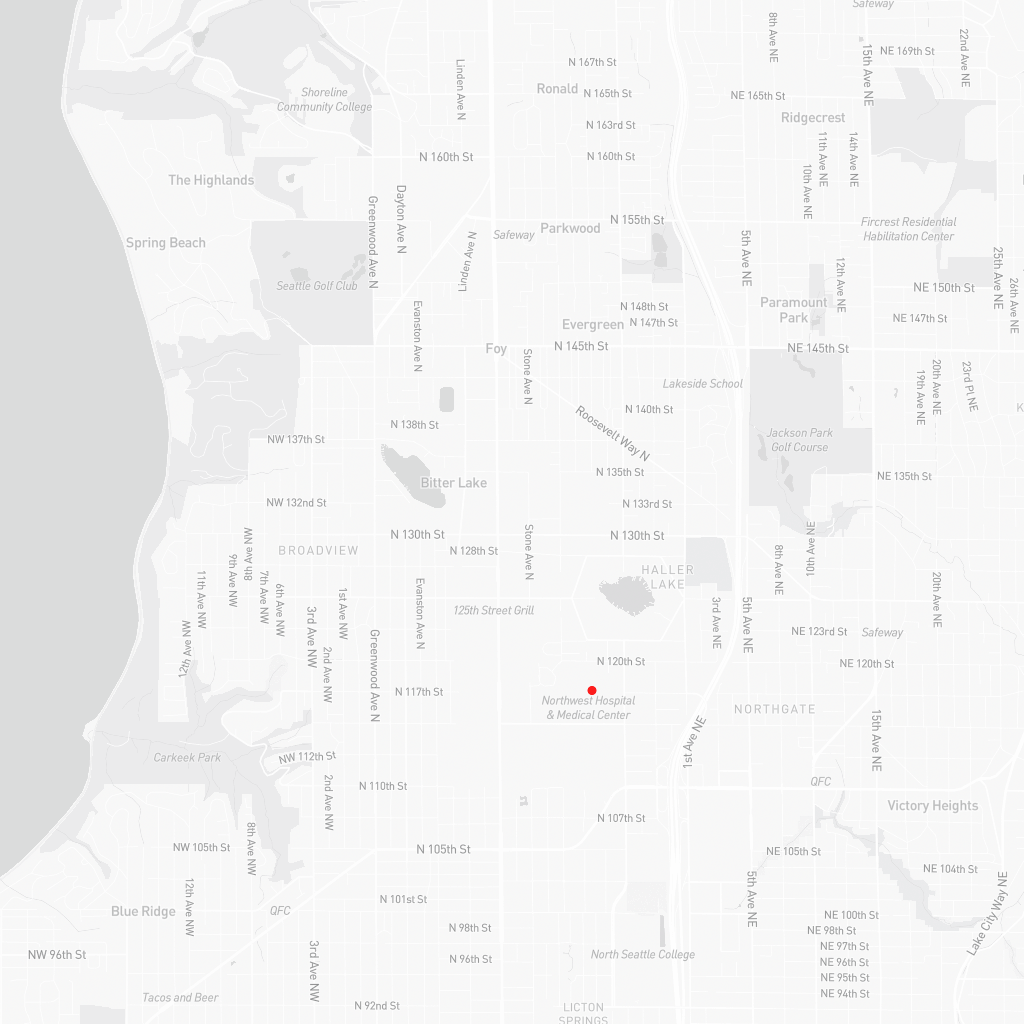 Safeway
8th Ave NE
22nd Ave NE
15th Ave NE
NE 169th St
Linden Ave N
N 167th St
Ronald
N 165th St
NE 165th St
Shoreline
Community College
Ridgecrest
N 163rd St
11th Ave NE
14th Ave NE
N 160th St
N 160th St
10th Ave NE
The Highlands
Greenwood Ave N
Dayton Ave N
N 155th St
Parkwood
Safeway
Fircrest Residential
Habilitation Center
Spring Beach
Linden Ave N
5th Ave NE
12th Ave NE
25th Ave NE
26th Ave NE
Seattle Golf Club
NE 150th St
Paramount
Park
N 148th St
N 147th St
NE 147th St
Evergreen
Evanston Ave N
Foy
N 145th St
NE 145th St
Stone Ave N
Lakeside School
20th Ave NE
19th Ave NE
23rd Pl NE
K
N 140th St
Roosevelt Way N
N 138th St
NW 137th St
Jackson Park
Golf Course
N 135th St
NE 135th St
Bitter Lake
NW 132nd St
N 133rd St
N 130th St
N 130th St
Stone Ave N
BROADVIEW
N 128th St
10th Ave NE
8th Ave NE
8th Ave NW
9th Ave NW
7th Ave NW
6th Ave NW
11th Ave NW
1st Ave NW
HALLER
LAKE
20th Ave NE
Evanston Ave N
3rd Ave NE
5th Ave NE
125th Street Grill
3rd Ave NW
12th Ave NW
2nd Ave NW
Greenwood Ave N
NE 123rd St
Safeway
N 120th St
NE 120th St
N 117th St
Northwest Hospital
& Medical Center
NORTHGATE
1st Ave NE
15th Ave NE
Carkeek Park
NW 112th St
2nd Ave NW
N 110th St
QFC
Victory Heights
N 107th St
8th Ave NW
NW 105th St
N 105th St
NE 105th St
NE 104th St
12th Ave NW
5th Ave NE
Lake City Way NE
N 101st St
Blue Ridge
QFC
NE 100th St
N 98th St
NE 98th St
NE 97th St
3rd Ave NW
NW 96th St
N 96th St
North Seattle College
NE 96th St
NE 95th St
NE 94th St
Tacos and Beer
N 92nd St
LICTON
SPRINGS